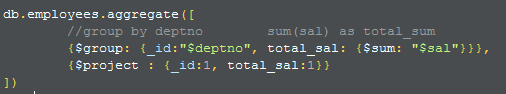 db.employees.aggregate([
//group by deptno sum(sal) as total_sum
{$group: {_id:"$deptno", total_sal: {$sum: "$sal"}}},
{$project : {_id:1, total_sal:1}}
])